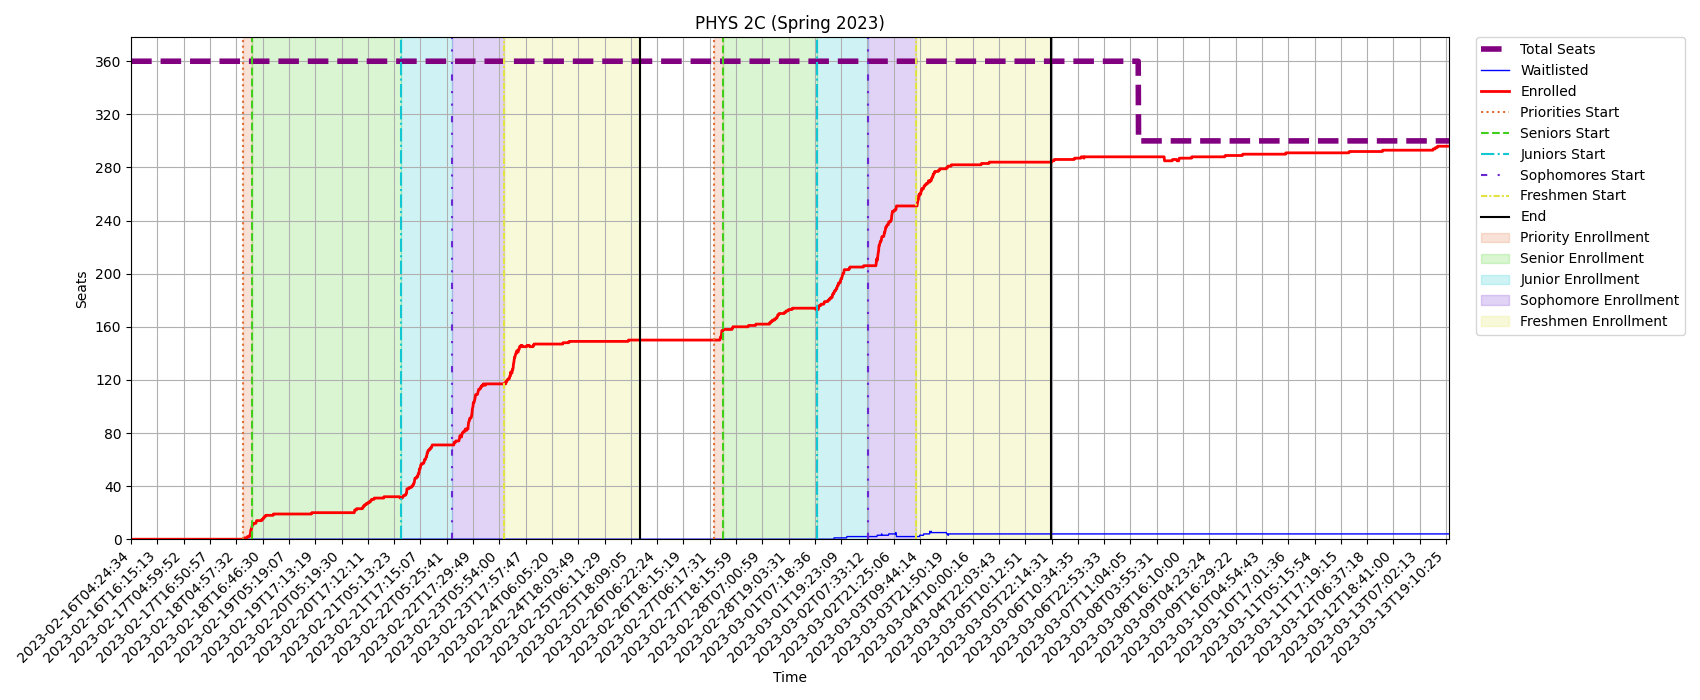 PHYS 2C (Spring 2023)
Seats
360
320
280
240
200
160
120
80
40
0
2023-02-16T04:24:34
2023-02-16T16:15:13
2023-02-17T04:59:52
2023-02-17T16:50:57
2023-02-18T04:57:32
2023-02-18T16:46:30
2023-02-19T05:19:07
2023-02-19T17:13:19
2023-02-20T05:19:30
2023-02-20T17:12:11
2023-02-21T05:13:23
2023-02-21T17:15:07
2023-02-22T05:25:41
2023-02-22T17:29:49
2023-02-23T05:54:00
2023-02-23T17:57:47
2023-02-24T06:05:20
2023-02-24T18:03:49
2023-02-25T06:11:29
2023-02-25T18:09:05
2023-02-26T06:22:24
2023-02-26T18:15:19
2023-02-27T06:17:31
2023-02-27T18:15:59
2023-02-28T07:00:59
2023-02-28T19:03:31
2023-03-01T07:18:36
2023-03-01T19:23:09
2023-03-02T07:33:12
2023-03-02T21:25:06
2023-03-03T09:44:14
2023-03-03T21:50:19
2023-03-04T10:00:16
2023-03-04T22:03:43
2023-03-05T10:12:51
2023-03-05T22:14:31
2023-03-06T10:34:35
2023-03-06T22:53:33
2023-03-07T11:04:05
2023-03-08T03:55:31
2023-03-08T16:10:00
2023-03-09T04:23:24
2023-03-09T16:29:22
2023-03-10T04:54:43
2023-03-10T17:01:36
2023-03-11T05:15:54
2023-03-11T17:19:15
2023-03-12T06:37:18
2023-03-12T18:41:00
2023-03-13T07:02:13
2023-03-13T19:10:25
Time
Total Seats
Waitlisted
Enrolled
Priorities Start
Seniors Start
Juniors Start
Sophomores Start
Freshmen Start
End
Priority Enrollment
Senior Enrollment
Junior Enrollment
Sophomore Enrollment
Freshmen Enrollment